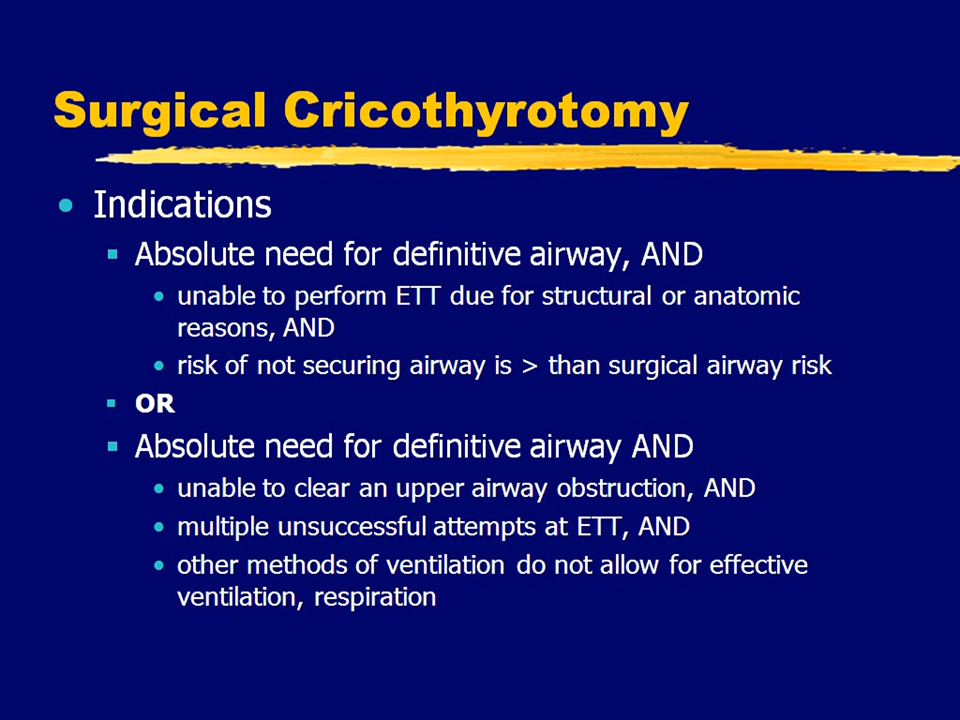 Surgical Cricothyrotomy
• Indications
▪ Absolute need for definitive airway, AND
• unable to perform ETT due for structural or anatomic
reasons, AND
• risk of not securing airway is > than surgical airway risk
▪ OR
▪ Absolute need for definitive airway AND
• unable to clear an upper airway obstruction, AND
• multiple unsuccessful attempts at ETT, AND
• other methods of ventilation do not allow for effective
ventilation, respiration